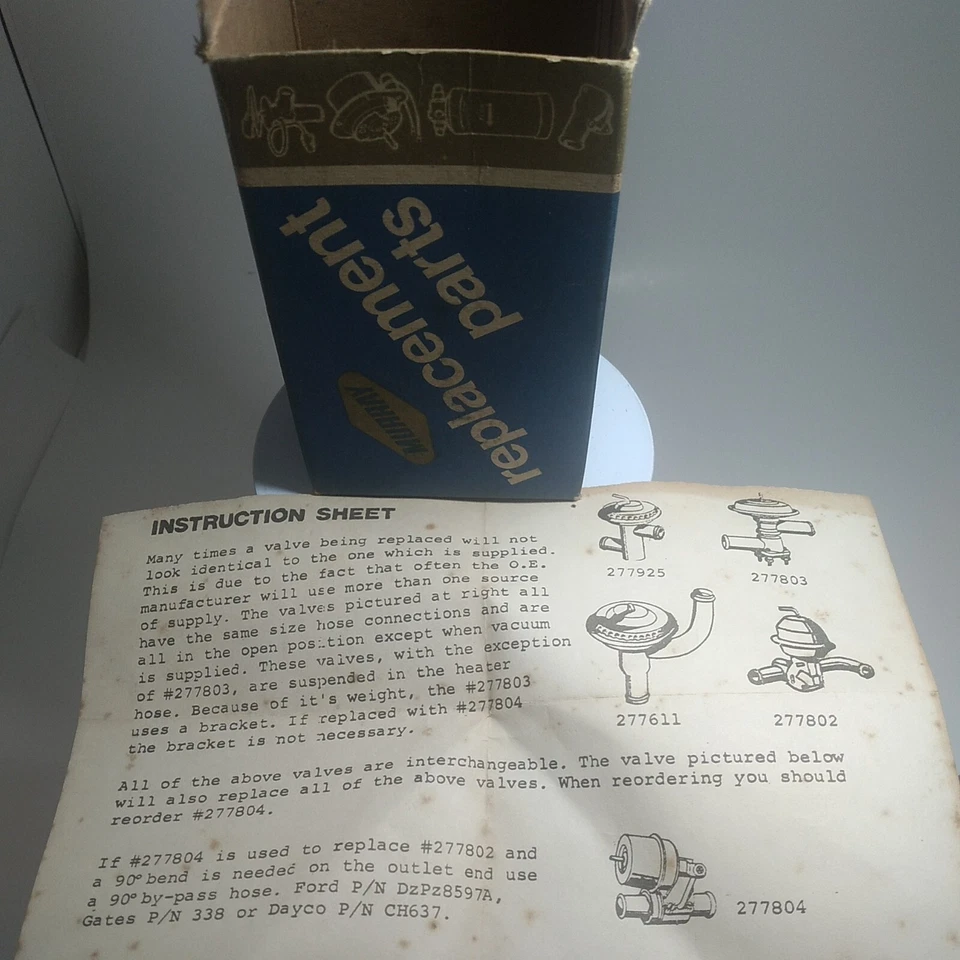 replacement
parts
MURRAY
INSTRUCTION SHEET
Many times a valve being replaced will not
look identical to the one which is supplied.
This is due to the fact that often the O.E.
manufacturer will use more than one source
of supply. The valves pictured at right all
have the same size hose connections and are
all in the open position except when vacuum
is supplied. These valves, with the exception
of #277803, are suspended in the heater
hose. Because of it's weight, the #277803
uses a bracket. If replaced with #277804
the bracket is not necessary.
277925
277803
277611
277802
All of the above valves are interchangeable. The valve pictured below
will also replace all of the above valves. When reordering you should
reorder #277804.
If #277804 is used to replace #277802 and
a 90° bend is needed on the outlet end use
a 90° by-pass hose. Ford P/N DzPz8597A,
Gates P/N 338 or Dayco P/N CH637.
277804